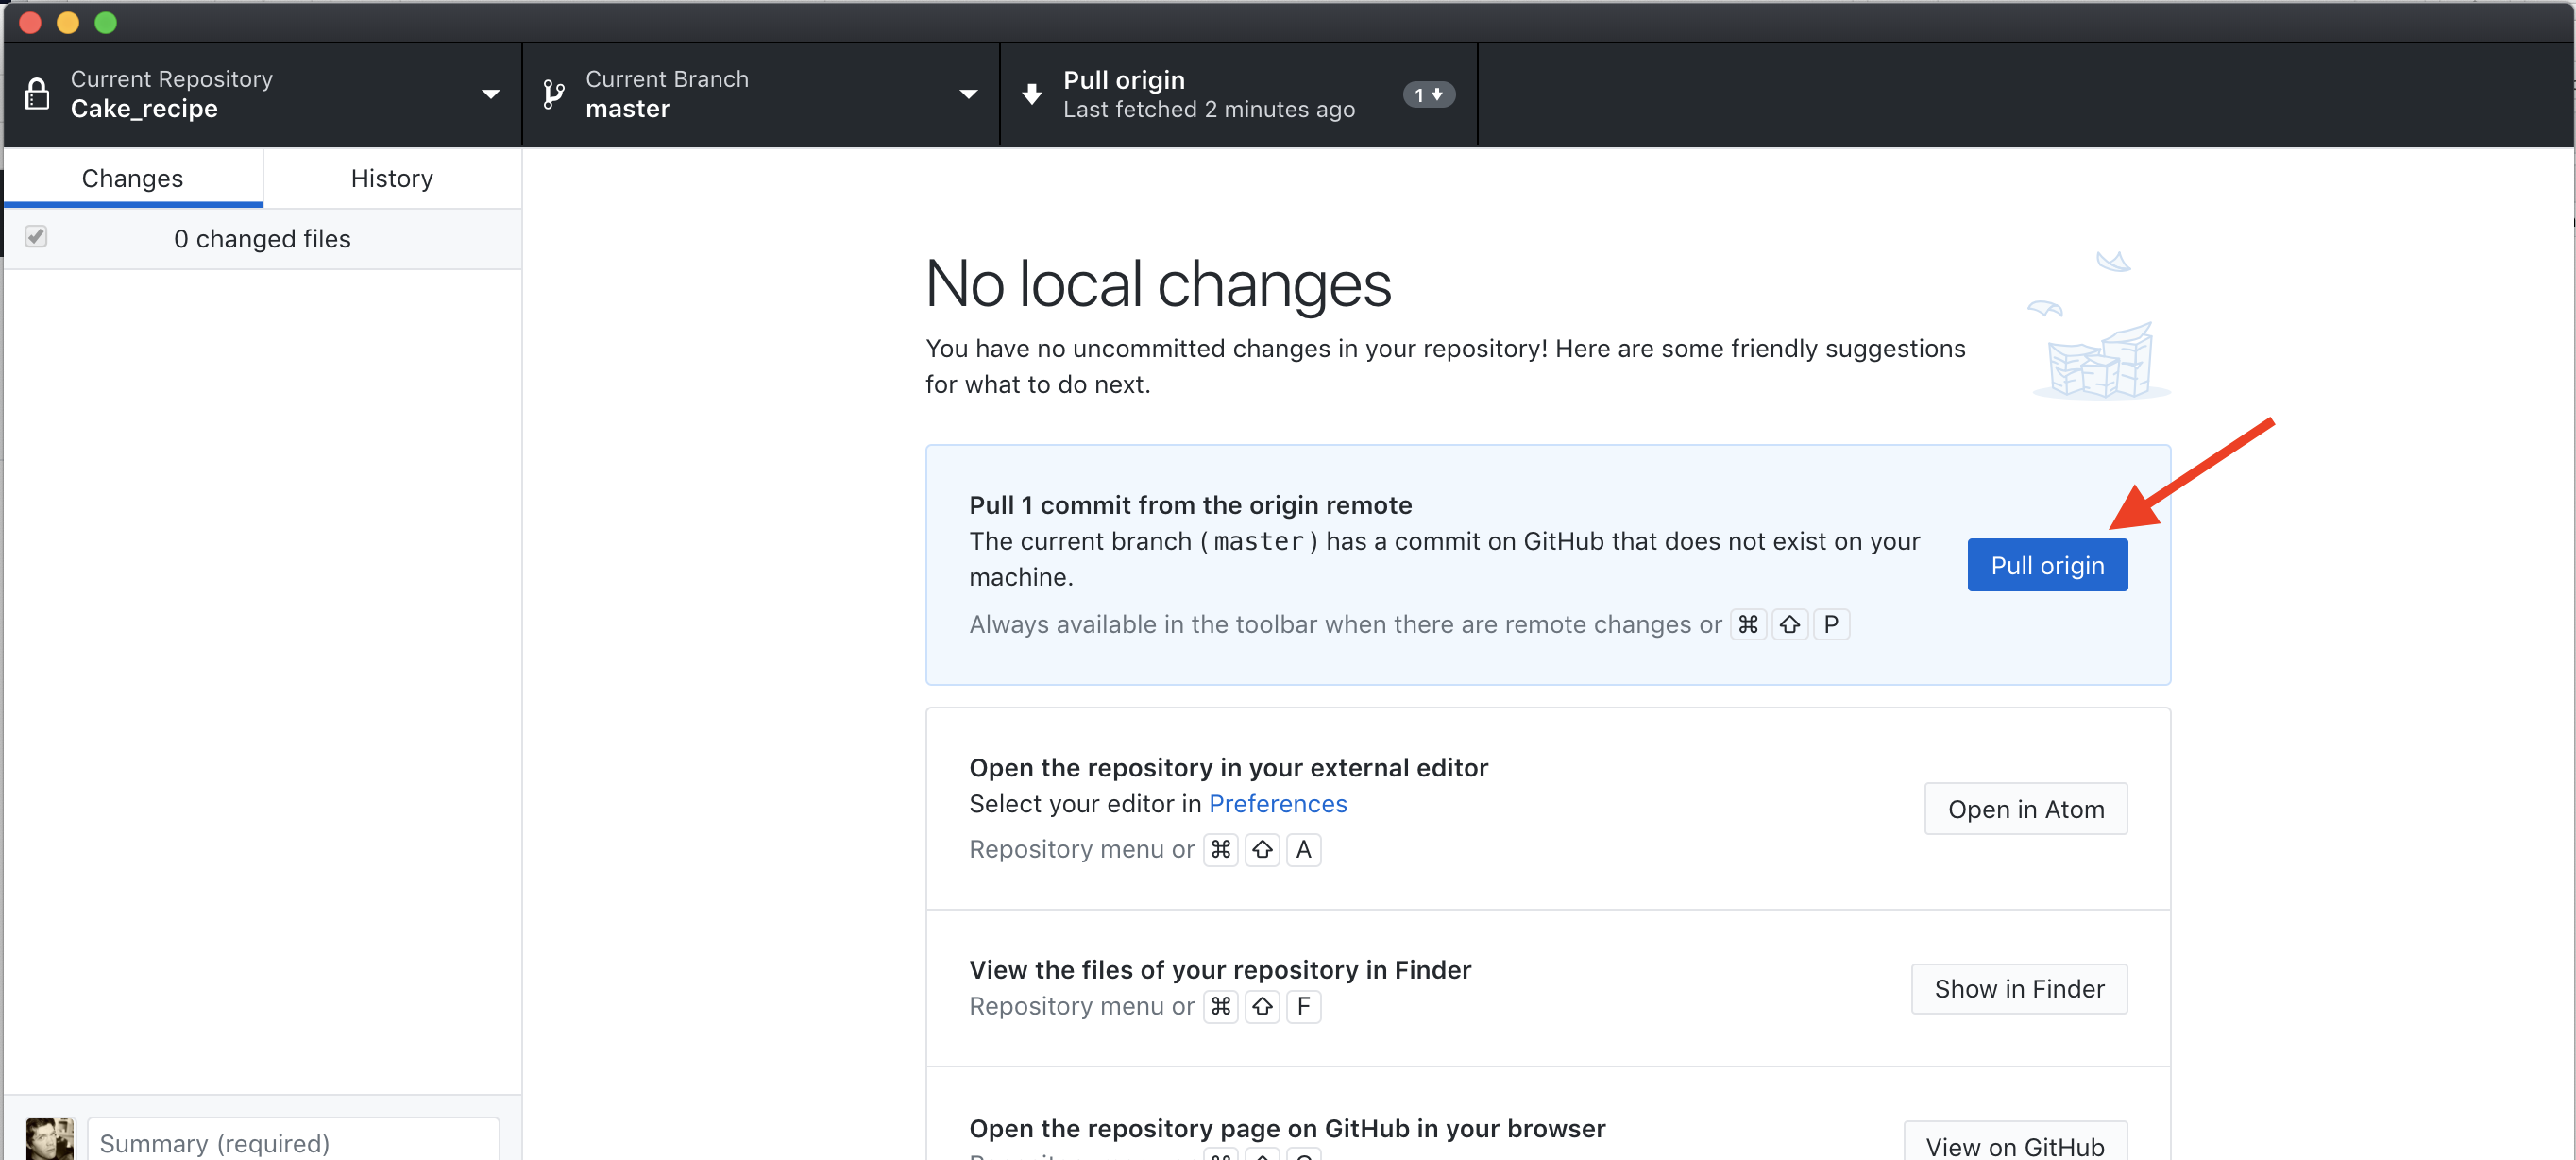 Current Repository
Cake_recipe
Current Branch
master
Pull origin
Last fetched 2 minutes ago
1
Changes
History
0 changed files
No local changes
You have no uncommitted changes in your repository! Here are some friendly suggestions
for what to do next.
Pull 1 commit from the origin remote
The current branch (master) has a commit on GitHub that does not exist on your
machine.
Always available in the toolbar when there are remote changes or ⌘ ⇧ P
Pull origin
Open the repository in your external editor
Select your editor in Preferences
Repository menu or ⌘ ⇧ A
Open in Atom
View the files of your repository in Finder
Repository menu or ⌘ ⇧ F
Show in Finder
Open the repository page on GitHub in your browser
View on GitHub
Summary (required)